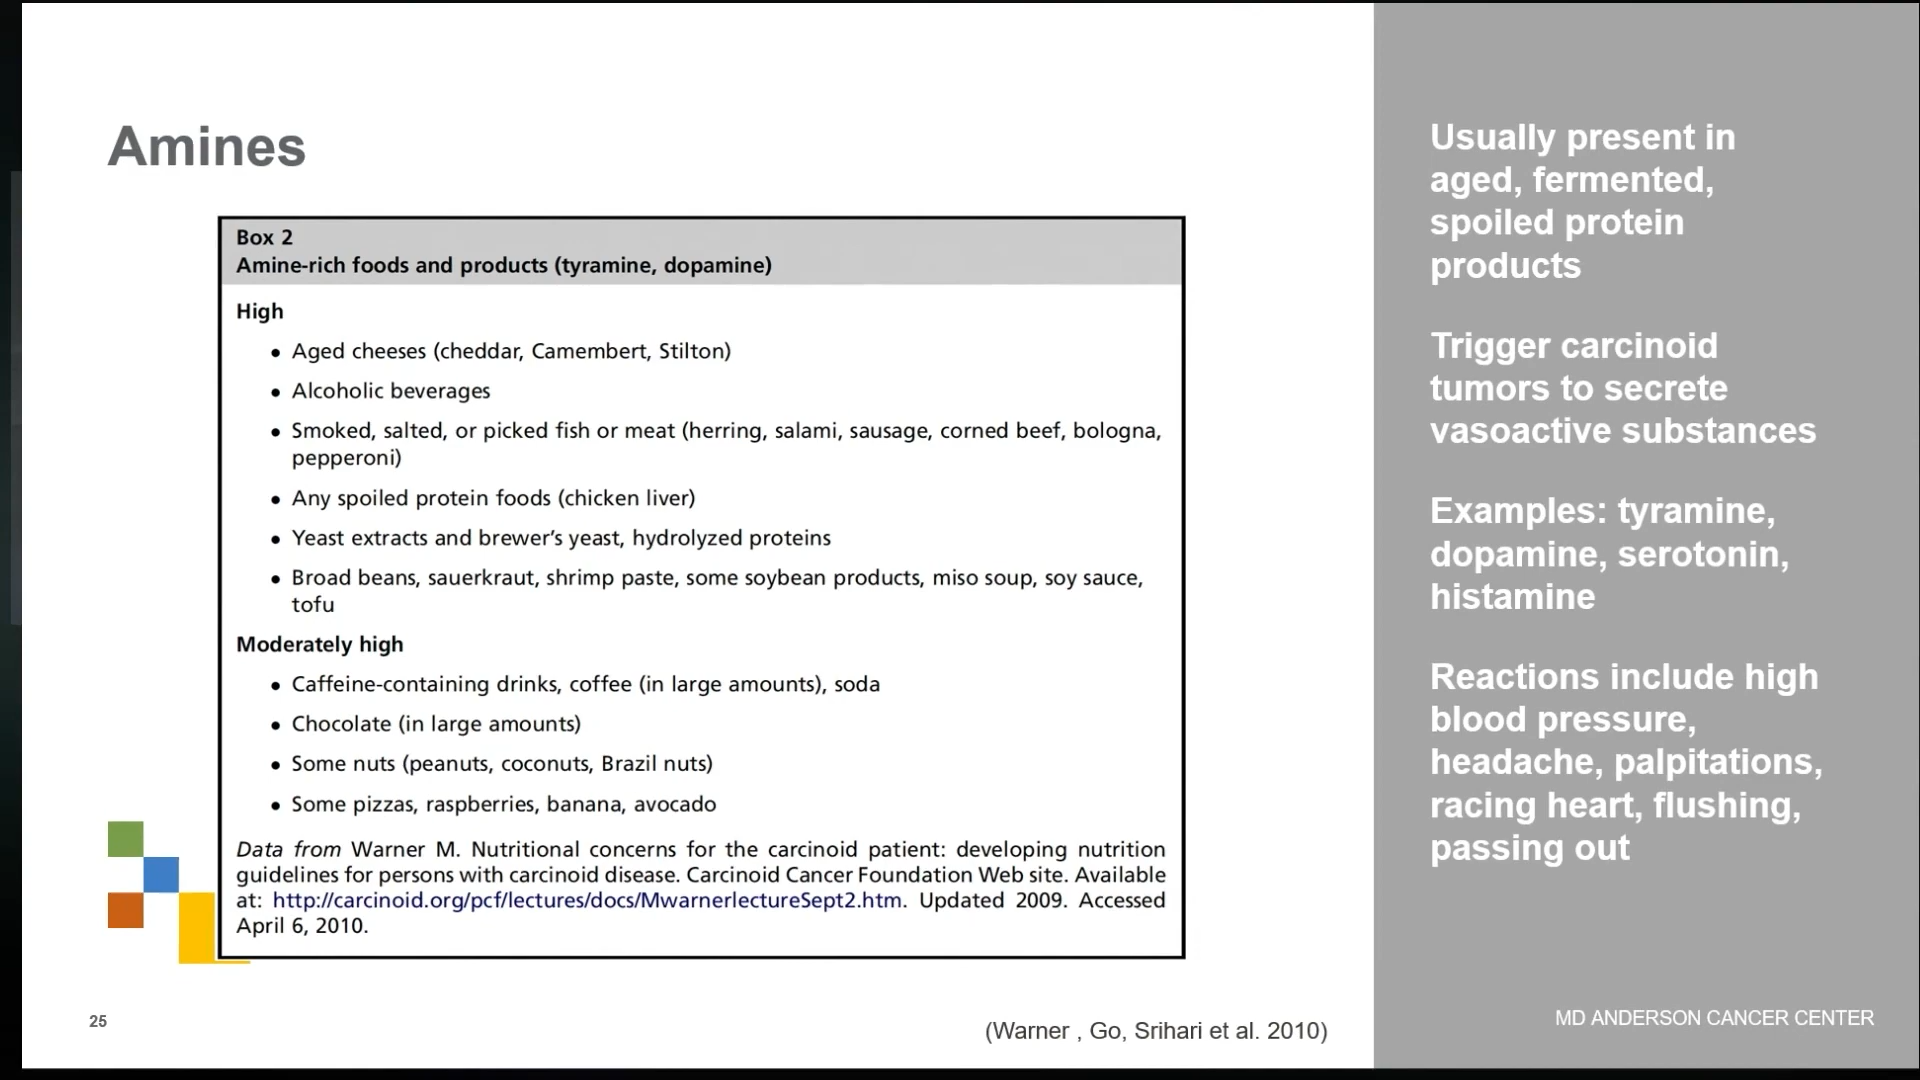 Amines
Box 2
Amine-rich foods and products (tyramine, dopamine)
High
• Aged cheeses (cheddar, Camembert, Stilton)
• Alcoholic beverages
• Smoked, salted, or picked fish or meat (herring, salami, sausage, corned beef, bologna,
pepperoni)
• Any spoiled protein foods (chicken liver)
• Yeast extracts and brewer’s yeast, hydrolyzed proteins
• Broad beans, sauerkraut, shrimp paste, some soybean products, miso soup, soy sauce,
tofu
Moderately high
• Caffeine-containing drinks, coffee (in large amounts), soda
• Chocolate (in large amounts)
• Some nuts (peanuts, coconuts, Brazil nuts)
• Some pizzas, raspberries, banana, avocado
Data from Warner M. Nutritional concerns for the carcinoid patient: developing nutrition
guidelines for persons with carcinoid disease. Carcinoid Cancer Foundation Web site. Available
at: http://carcinoid.org/pcf/lectures/docs/MwarnerlectureSept2.htm. Updated 2009. Accessed
April 6, 2010.
25
(Warner , Go, Srihari et al. 2010)
Usually present in
aged, fermented,
spoiled protein
products
Trigger carcinoid
tumors to secrete
vasoactive substances
Examples: tyramine,
dopamine, serotonin,
histamine
Reactions include high
blood pressure,
headache, palpitations,
racing heart, flushing,
passing out
MD ANDERSON CANCER CENTER